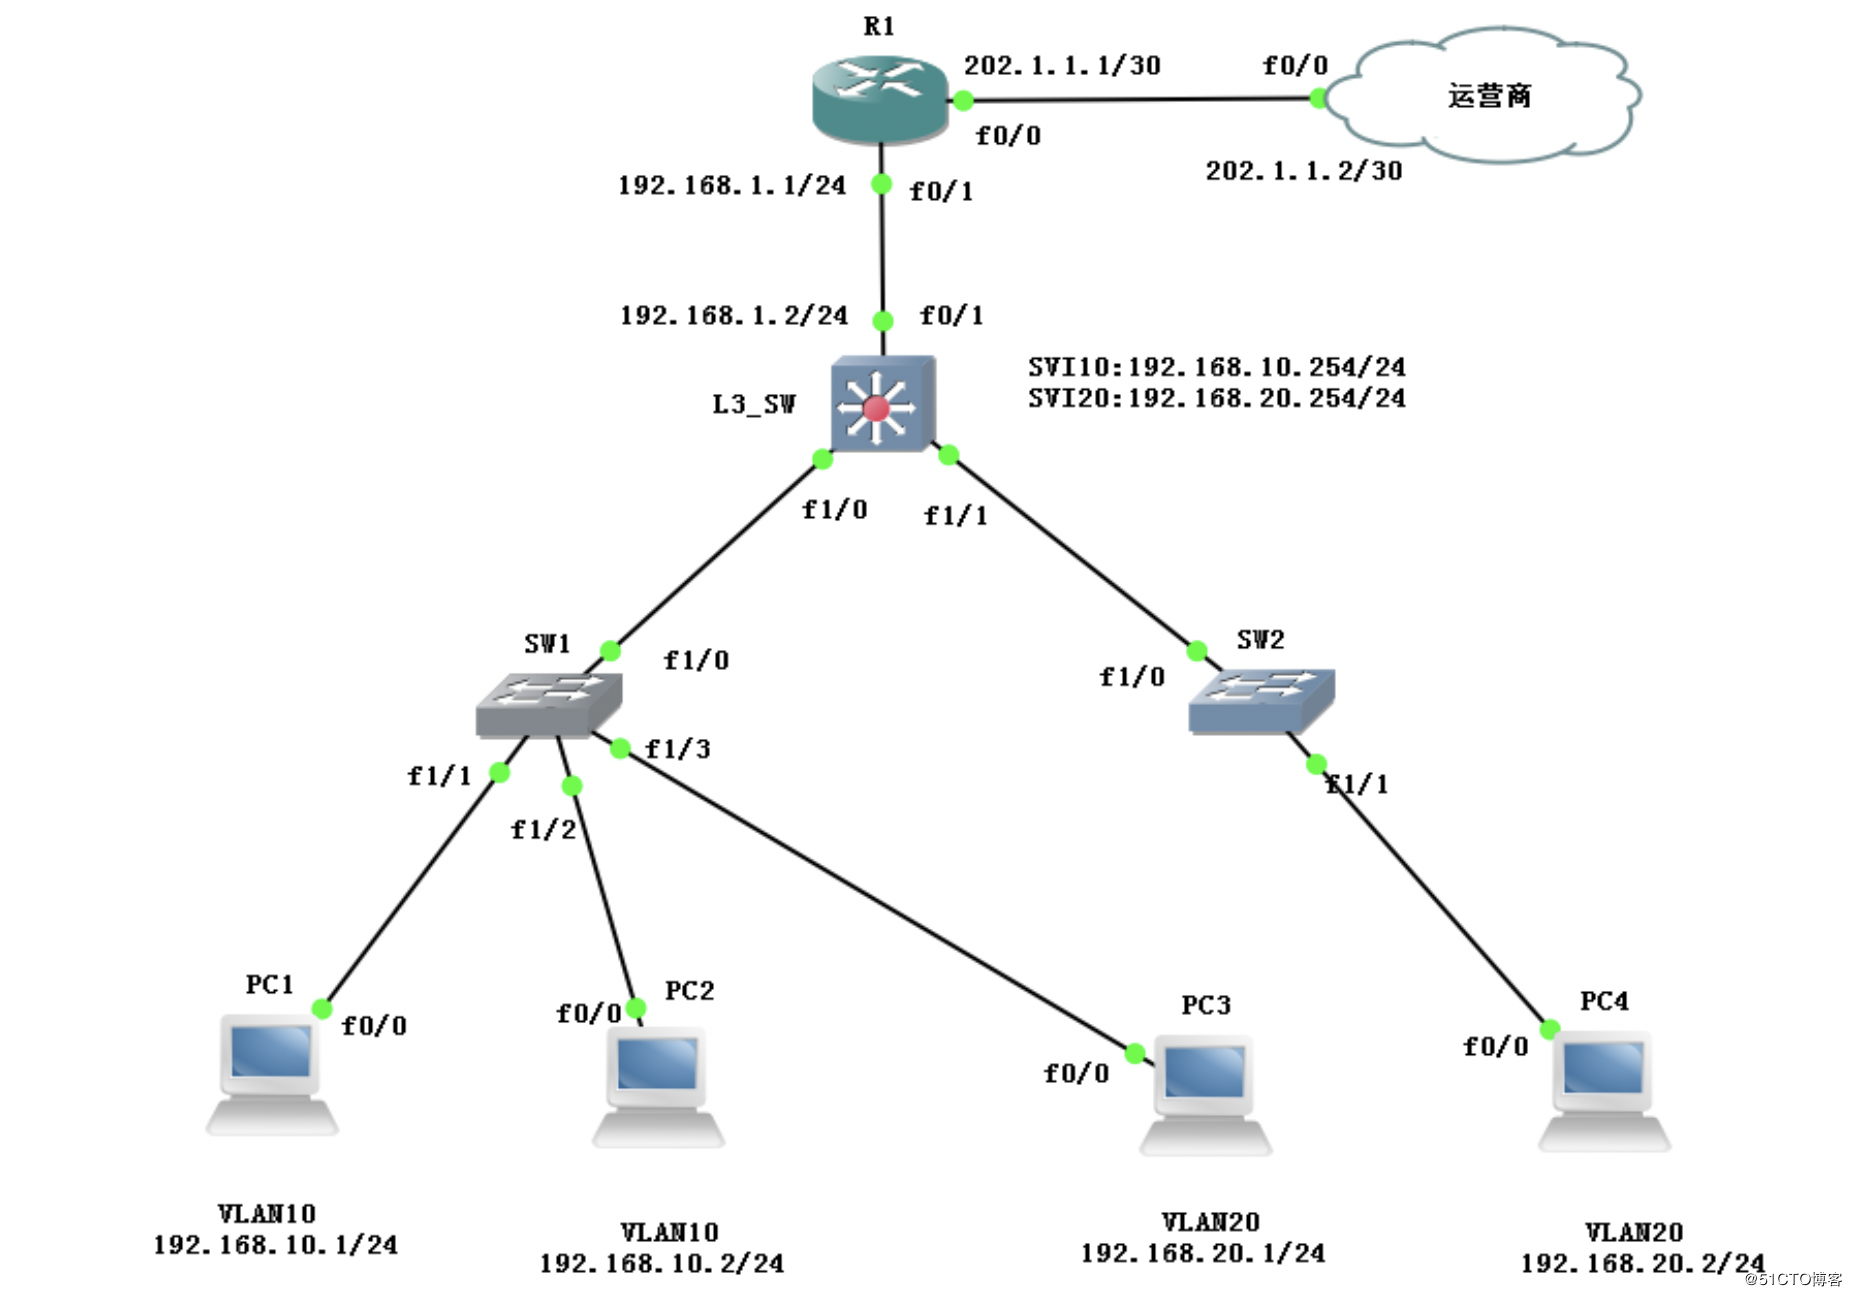 R1
202.1.1.1/30
f0/0
运营商
f0/0
202.1.1.2/30
192.168.1.1/24
f0/1
192.168.1.2/24
f0/1
SVI10:192.168.10.254/24
SVI20:192.168.20.254/24
L3_SW
f1/0
f1/1
SW1
f1/0
SW2
f1/0
f1/1
f1/3
f1/2
f1/1
PC1
f0/0
PC2
f0/0
PC3
f0/0
PC4
f0/0
VLAN10
192.168.10.1/24
VLAN10
192.168.10.2/24
VLAN20
192.168.20.1/24
VLAN20
192.168.20.2/24
@51CTO博客